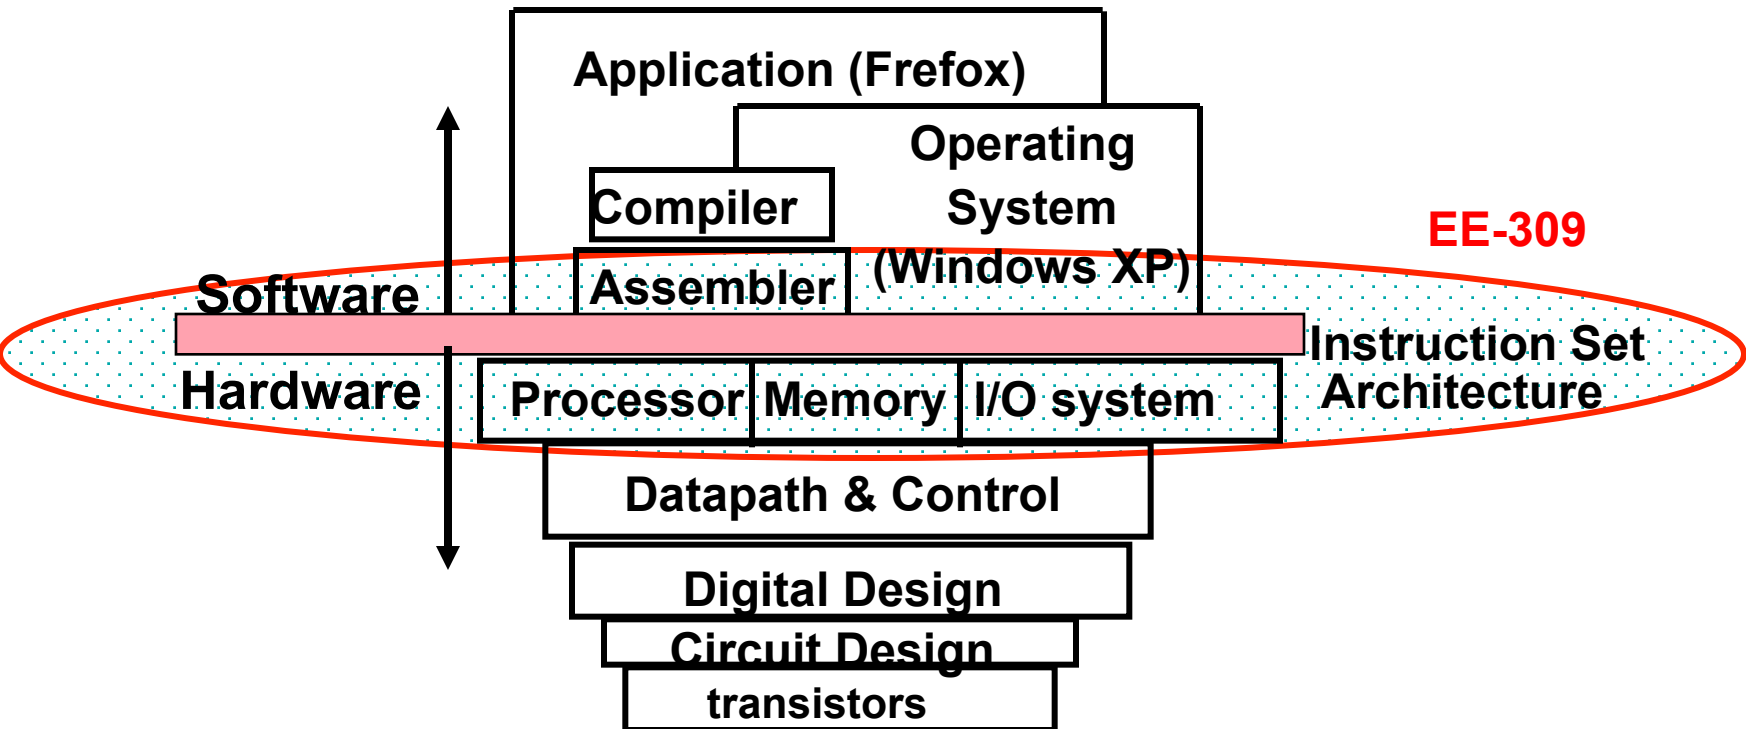 Application (Frefox)
Operating
System
(Windows XP)
Compiler
Assembler
EE-309
Software
Hardware
Instruction Set
Architecture
Processor
Memory
I/O system
Datapath & Control
Digital Design
Circuit Design
transistors